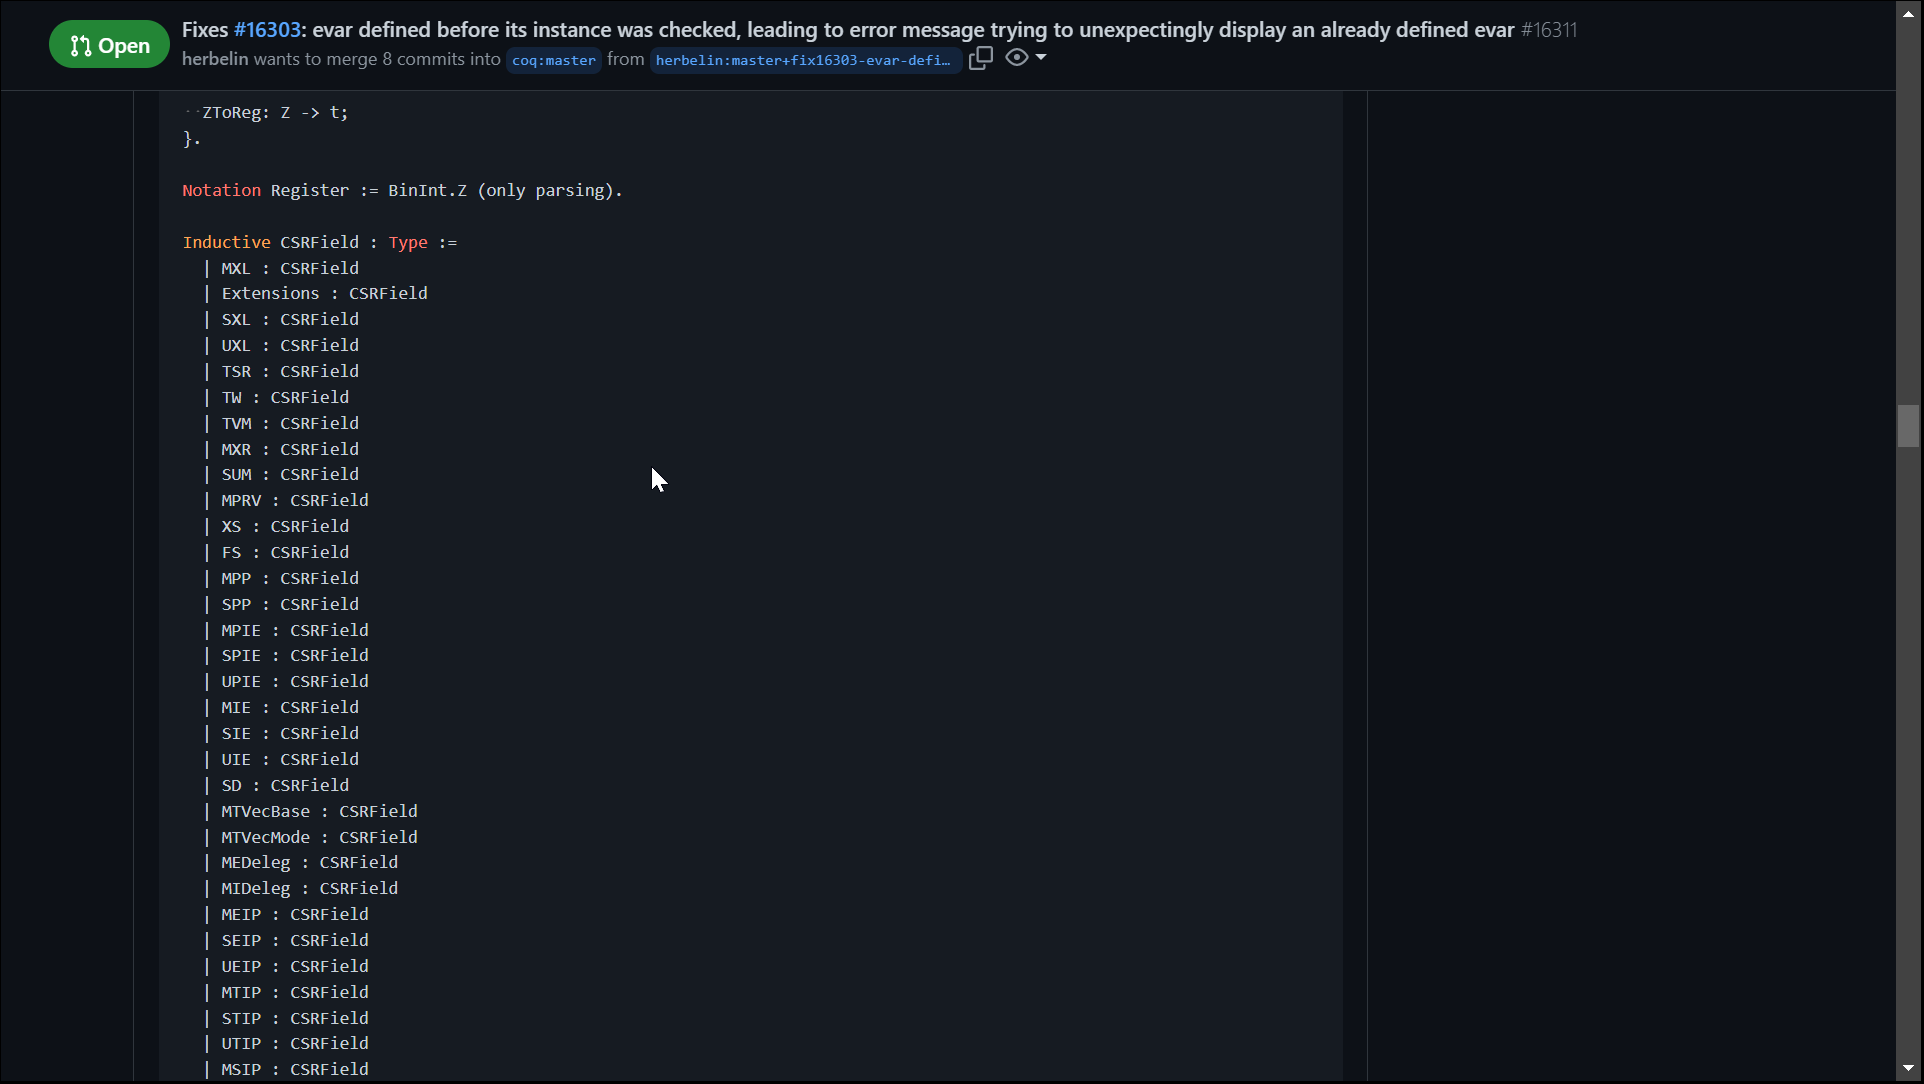 Open
Fixes #16303: evar defined before its instance was checked, leading to error message trying to unexpectingly display an already defined evar #16311
herbelin wants to merge 8 commits into coq:master from herbelin:master+fix16303-evar-defi…
ZToReg: Z -> t;
}.
Notation Register := BinInt.Z (only parsing).
Inductive CSRField : Type :=
| MXL : CSRField
| Extensions : CSRField
| SXL : CSRField
| UXL : CSRField
| TSR : CSRField
| TW : CSRField
| TVM : CSRField
| MXR : CSRField
| SUM : CSRField
| MPRV : CSRField
| XS : CSRField
| FS : CSRField
| MPP : CSRField
| SPP : CSRField
| MPIE : CSRField
| SPIE : CSRField
| UPIE : CSRField
| MIE : CSRField
| SIE : CSRField
| UIE : CSRField
| SD : CSRField
| MTVecBase : CSRField
| MTVecMode : CSRField
| MEDeleg : CSRField
| MIDeleg : CSRField
| MEIP : CSRField
| SEIP : CSRField
| UEIP : CSRField
| MTIP : CSRField
| STIP : CSRField
| UTIP : CSRField
| MSIP : CSRField